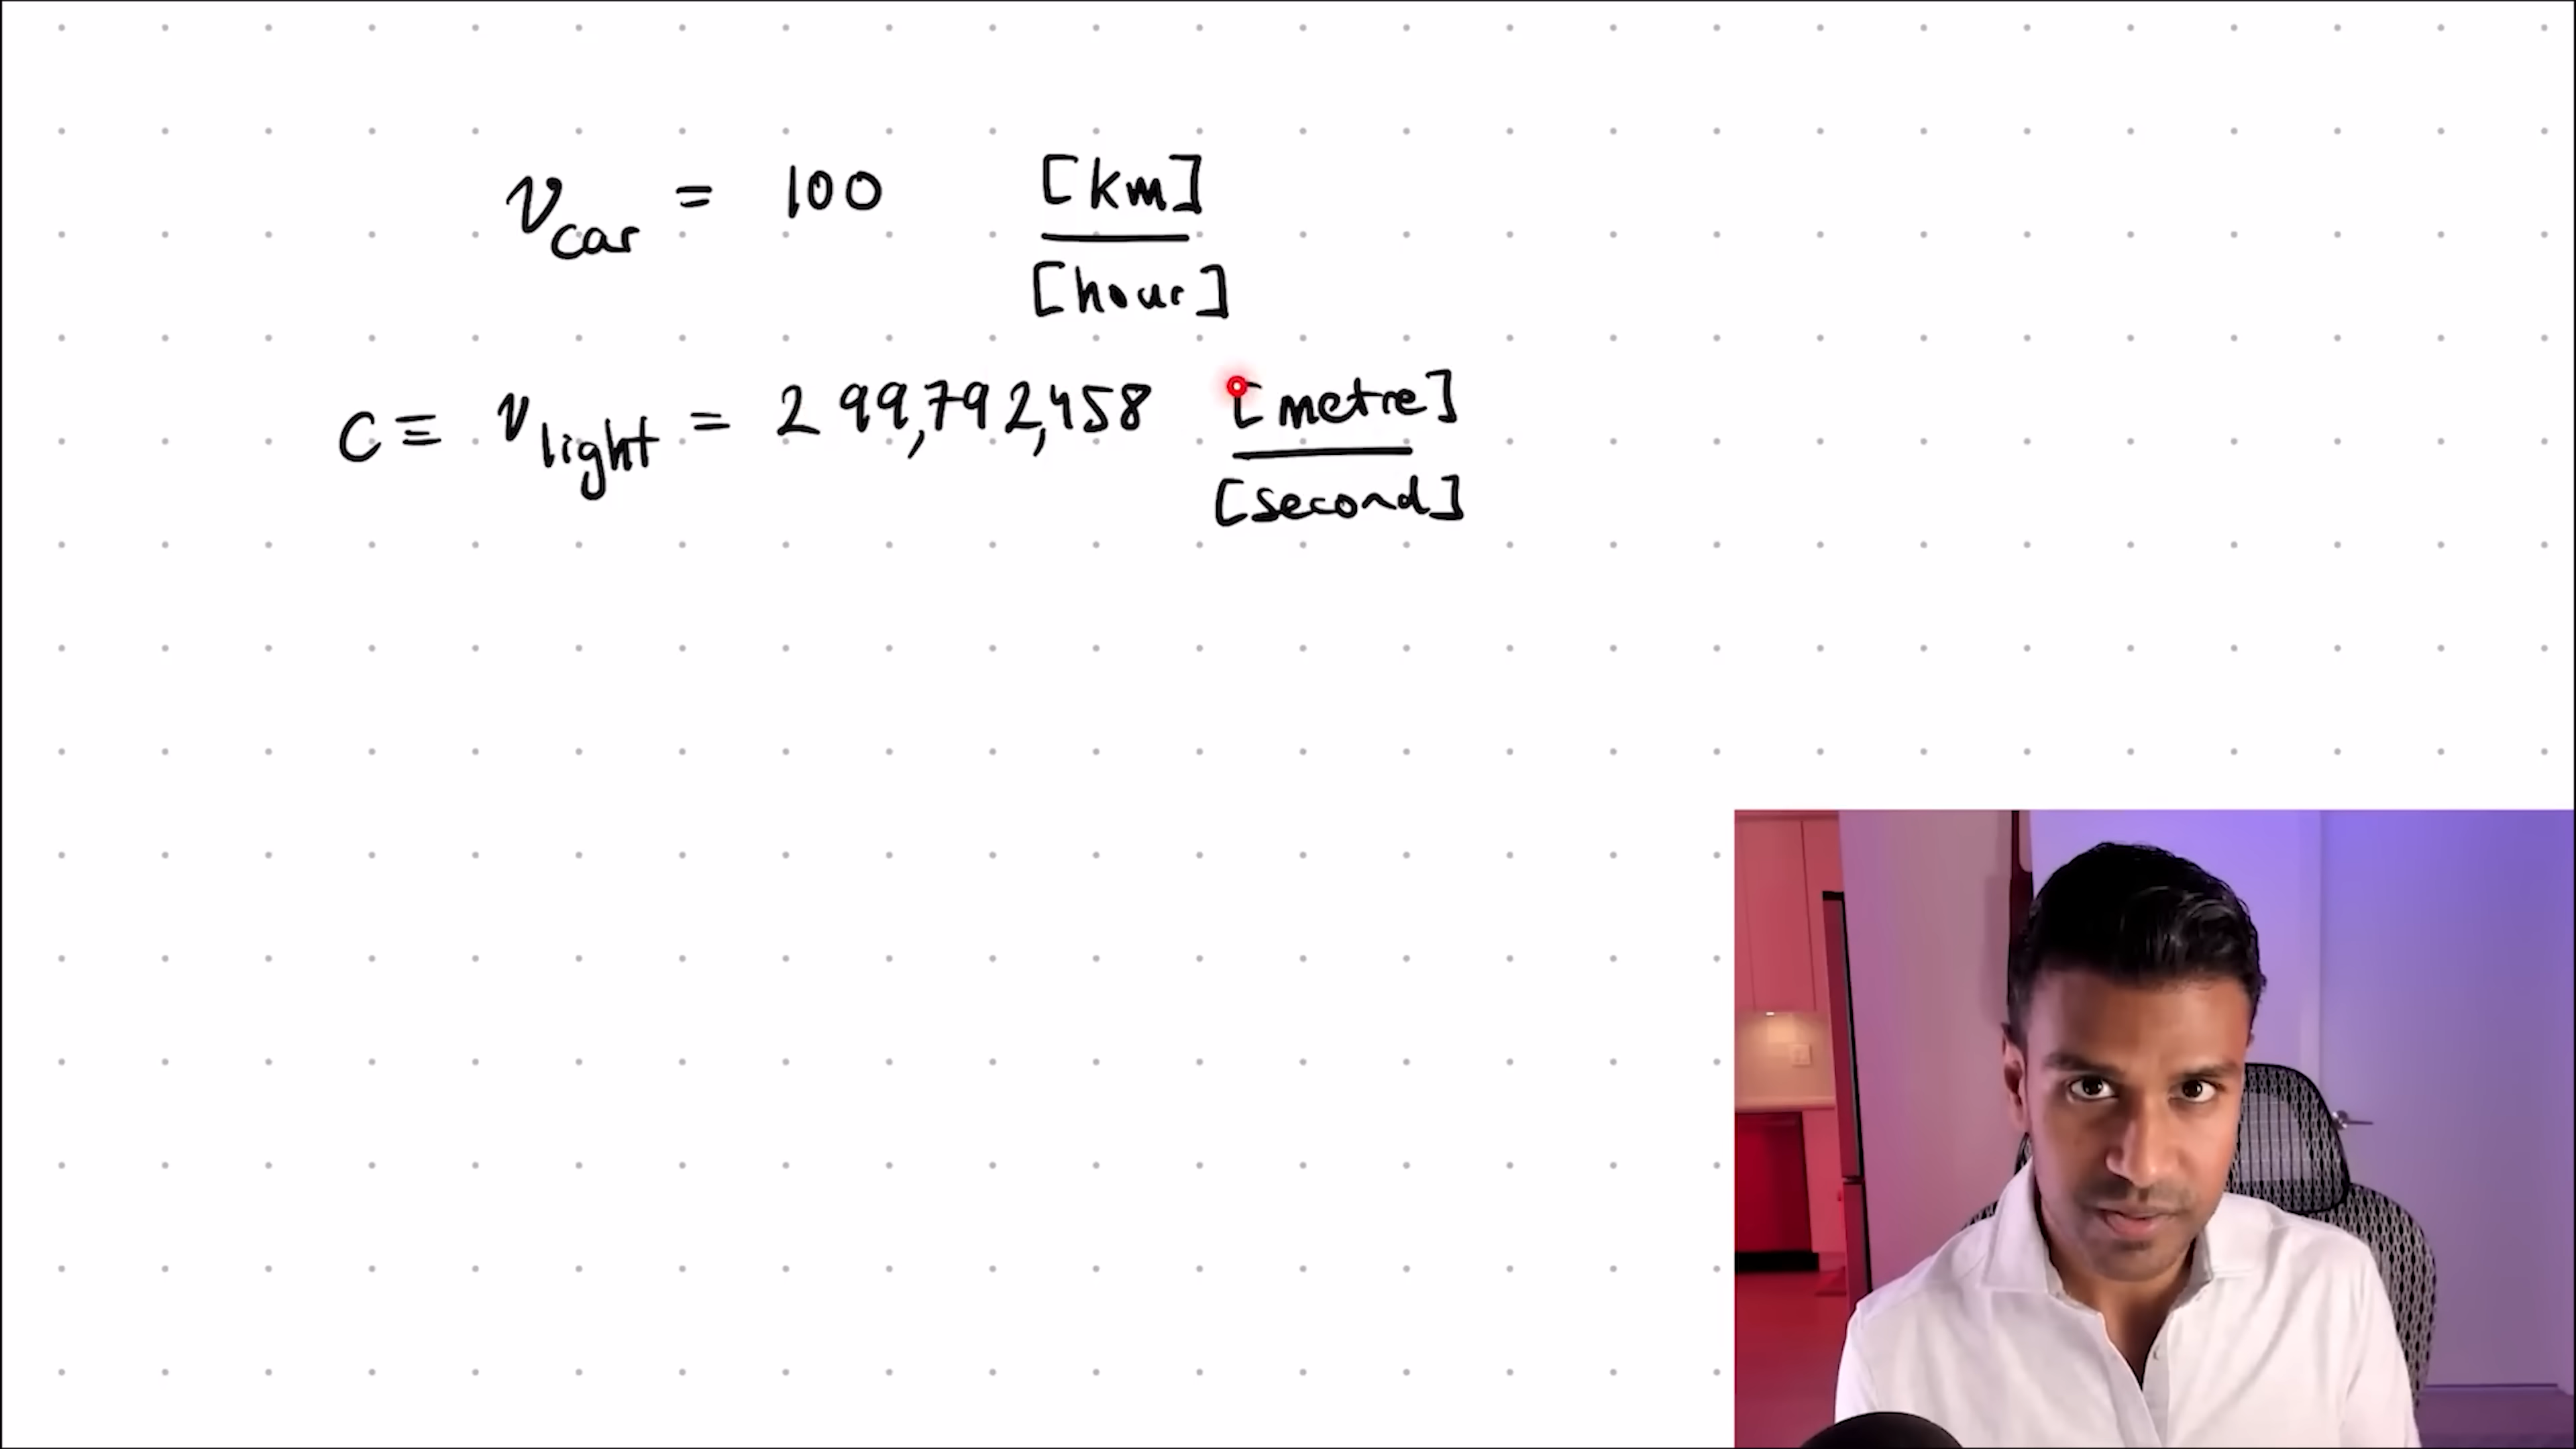 v_car = 100 [km]
[hour]
C ≡ v_light = 299,792,458 [metre]
[second]